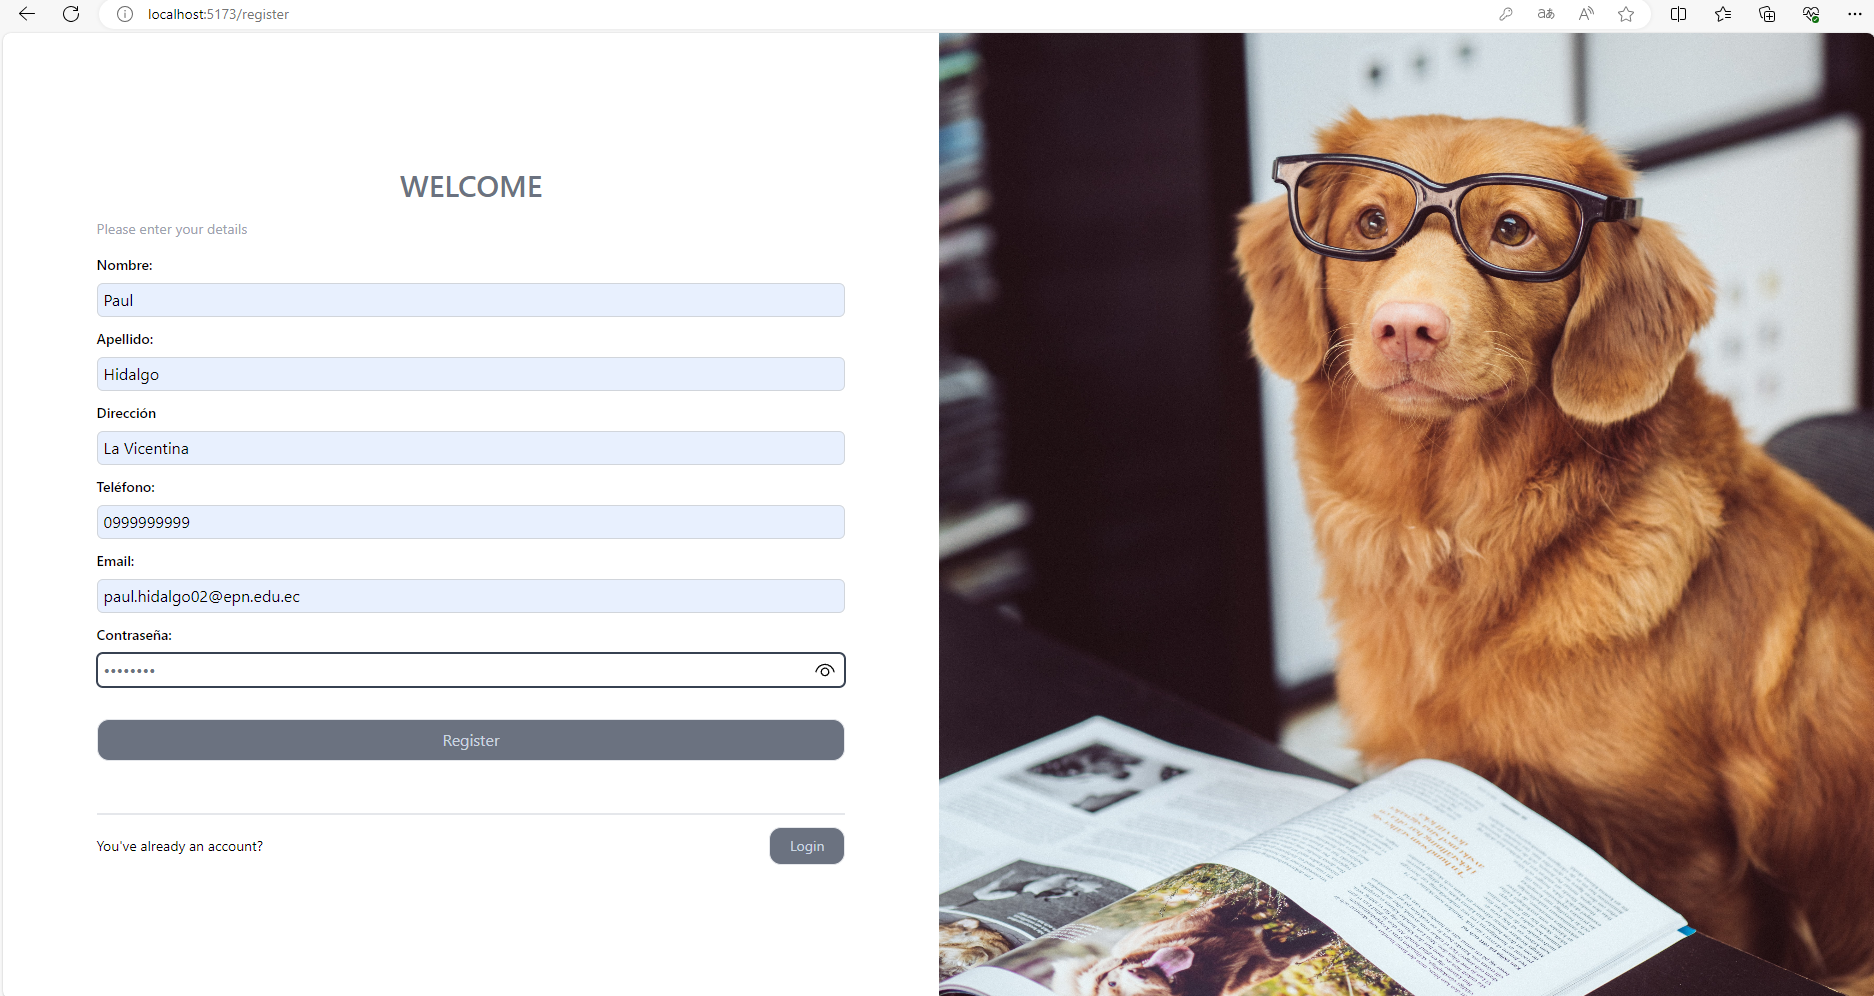 localhost:5173/register
WELCOME
Please enter your details
Nombre:
Paul
Apellido:
Hidalgo
Dirección
La Vicentina
Teléfono:
0999999999
Email:
paul.hidalgo02@epn.edu.ec
Contraseña:
••••••••
Register
You've already an account?
Login